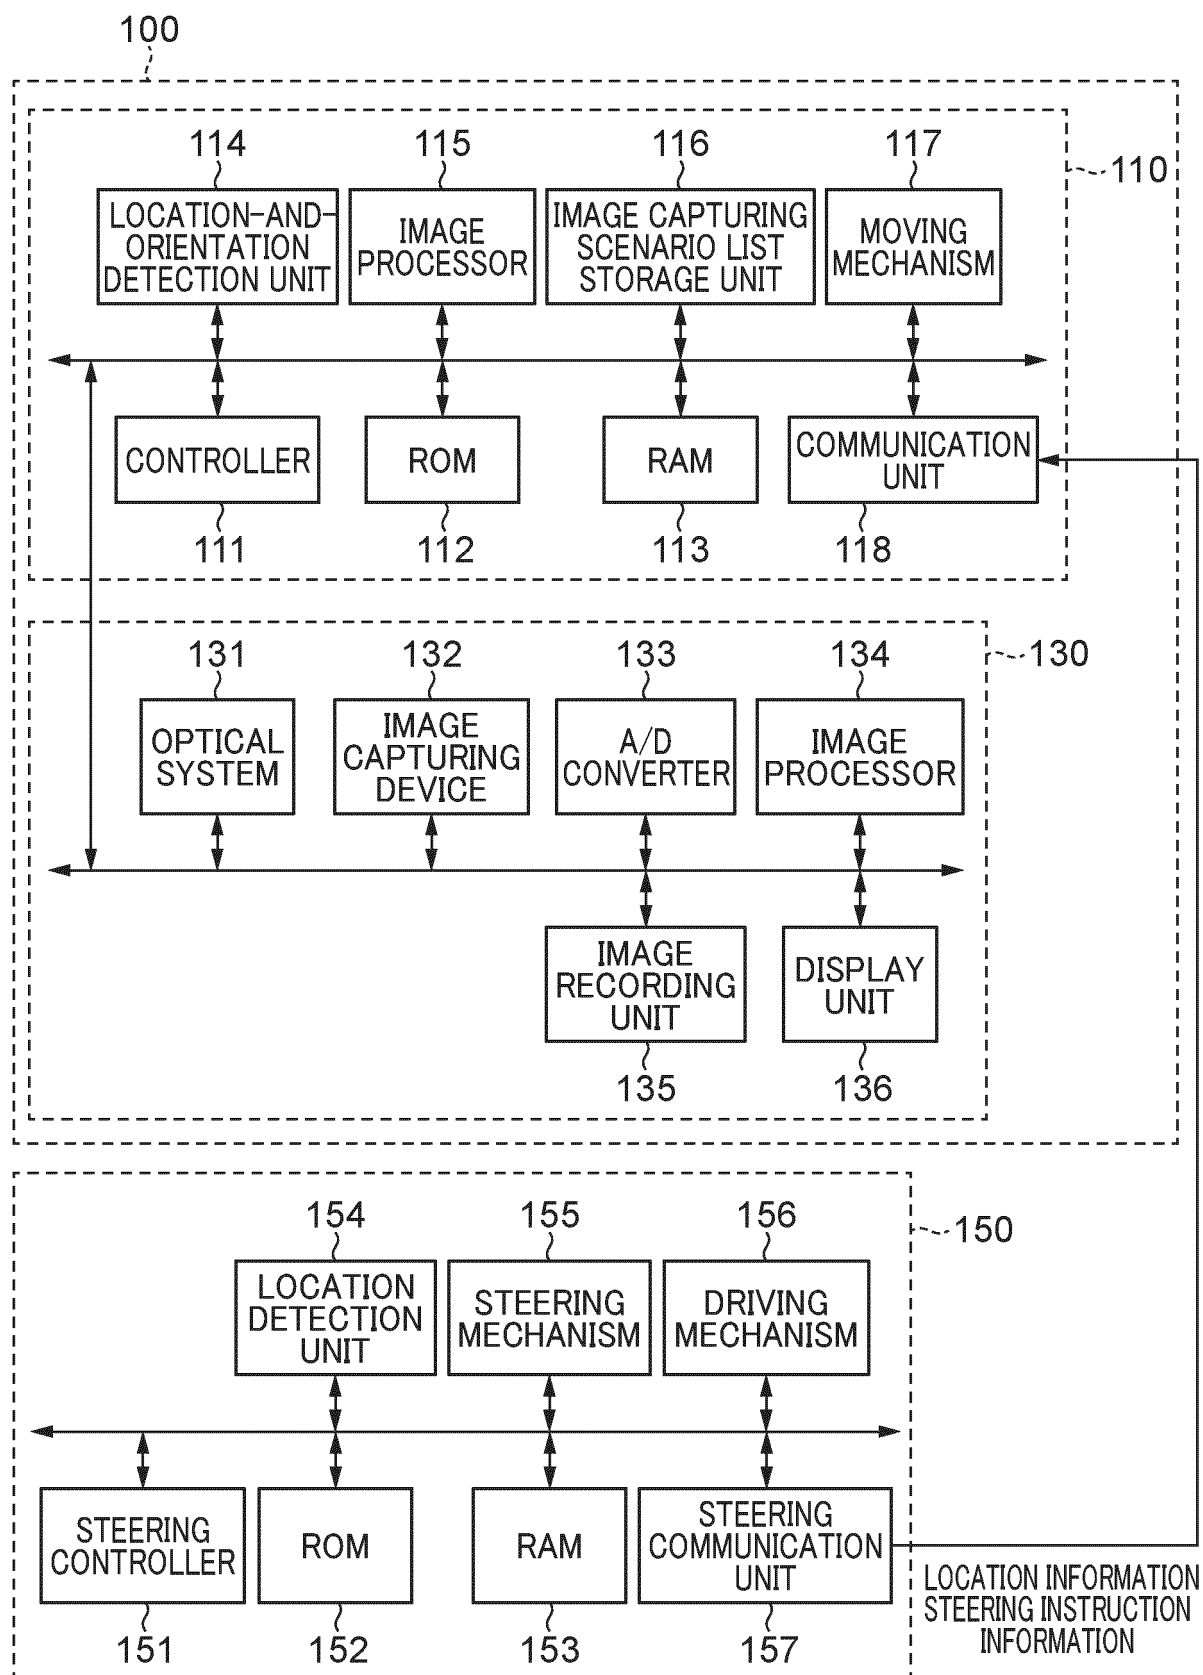 100
114
115
116
117
110
LOCATION-AND-
ORIENTATION
DETECTION UNIT
IMAGE
PROCESSOR
IMAGE CAPTURING
SCENARIO LIST
STORAGE UNIT
MOVING
MECHANISM
CONTROLLER
ROM
RAM
COMMUNICATION
UNIT
111
112
113
118
131
132
133
134
130
OPTICAL
SYSTEM
IMAGE
CAPTURING
DEVICE
A/D
CONVERTER
IMAGE
PROCESSOR
IMAGE
RECORDING
UNIT
DISPLAY
UNIT
135
136
154
155
156
150
LOCATION
DETECTION
UNIT
STEERING
MECHANISM
DRIVING
MECHANISM
STEERING
CONTROLLER
ROM
RAM
STEERING
COMMUNICATION
UNIT
LOCATION INFORMATION
STEERING INSTRUCTION
INFORMATION
151
152
153
157